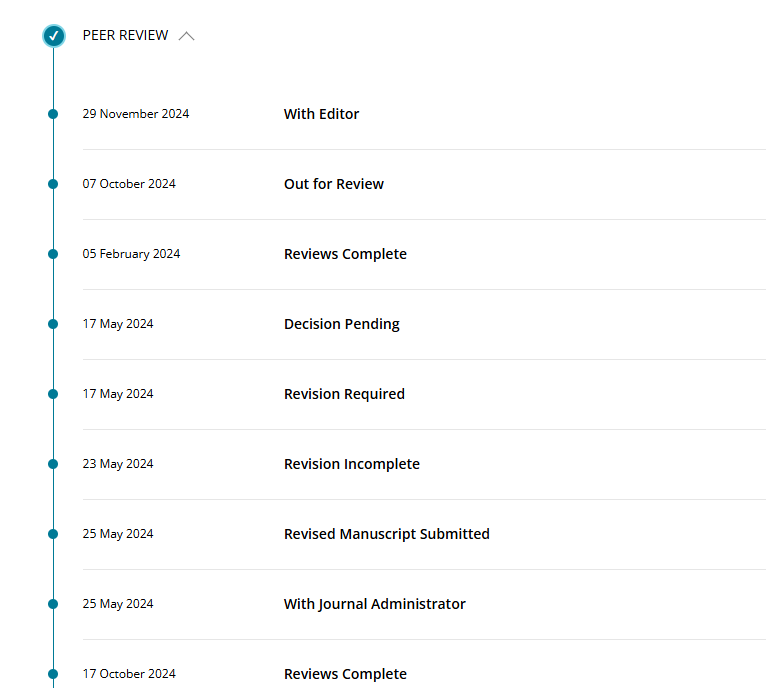 PEER REVIEW
29 November 2024 With Editor
07 October 2024 Out for Review
05 February 2024 Reviews Complete
17 May 2024 Decision Pending
17 May 2024 Revision Required
23 May 2024 Revision Incomplete
25 May 2024 Revised Manuscript Submitted
25 May 2024 With Journal Administrator
17 October 2024 Reviews Complete